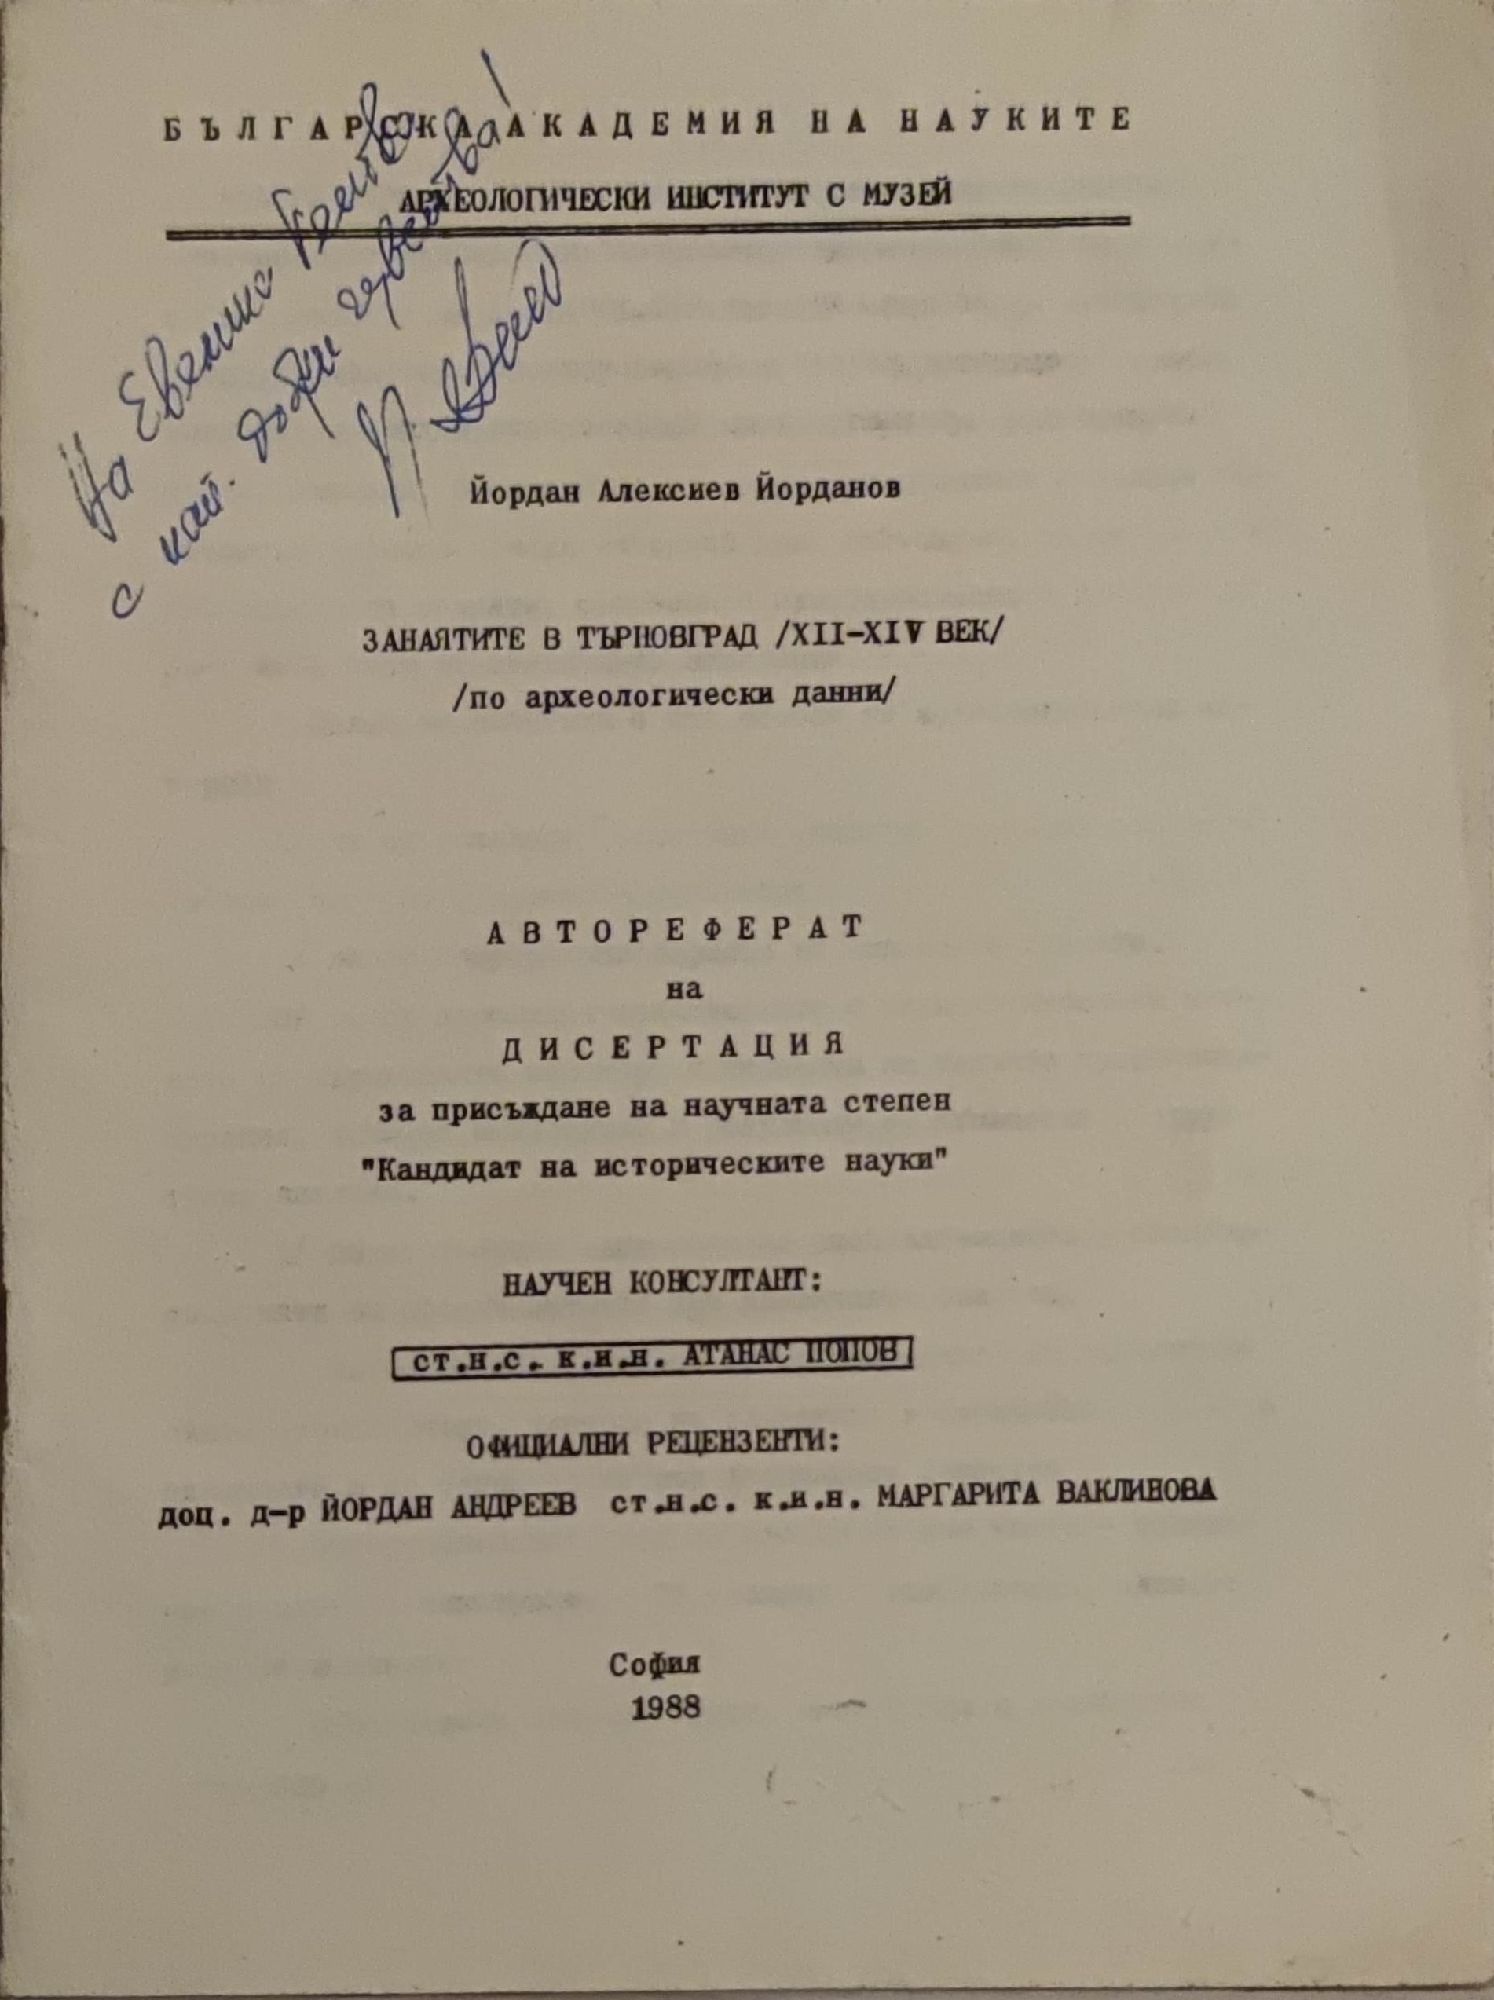 БЪЛГАРСКА АКАДЕМИЯ НА НАУКИТЕ
АРХЕОЛОГИЧЕСКИ ИНСТИТУТ С МУЗЕЙ
На Евелина
с най. добри чувства!
Йордан Алексиев Йорданов
ЗАНАЯТИТЕ В ТЪРНОВГРАД /XII-XIV ВЕК/
/по археологически данни/
АВТОРЕФЕРАТ
на
ДИСЕРТАЦИЯ
за присъждане на научната степен
"Кандидат на историческите науки"
НАУЧЕН КОНСУЛТАНТ:
ст.н.с. к.и.н. АТАНАС ПОПОВ
ОФИЦИАЛНИ РЕЦЕНЗЕНТИ:
доц. д-р ЙОРДАН АНДРЕЕВ ст.н.с. к.и.н. МАРГАРИТА ВАКЛИНОВА
София
1988